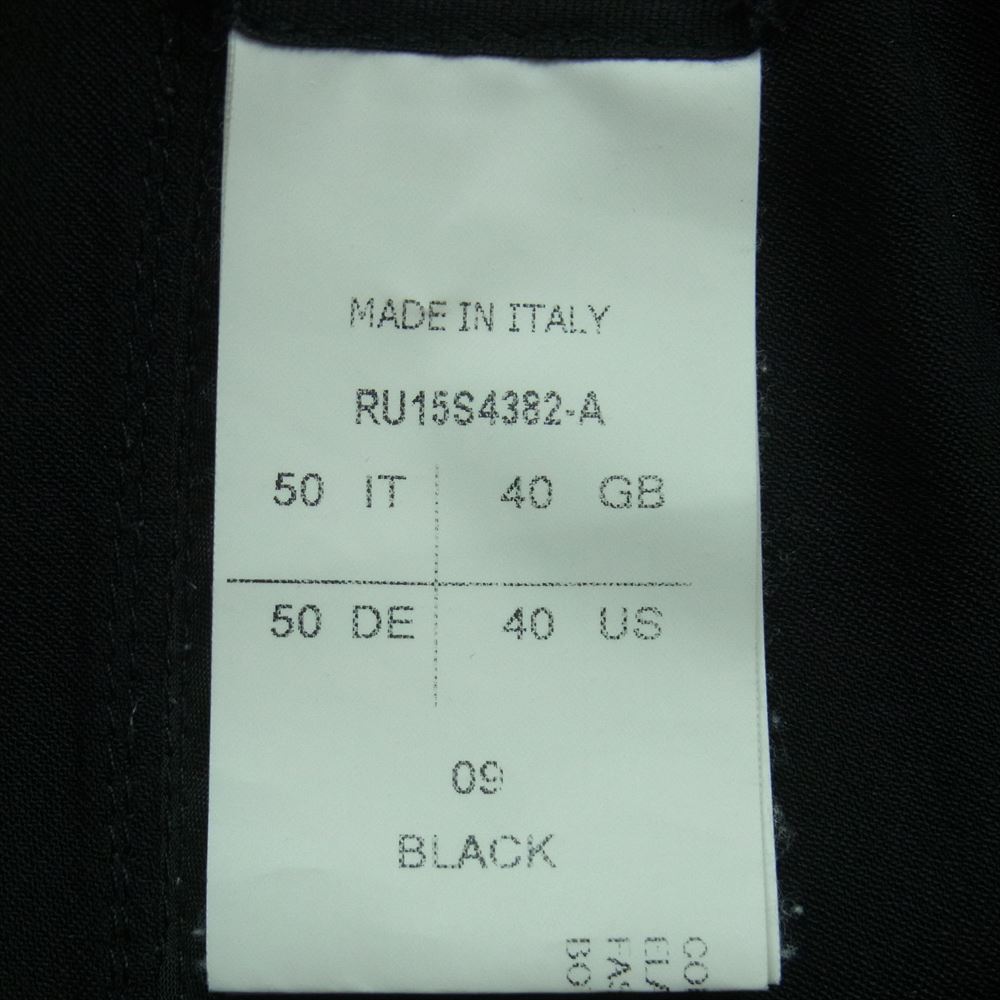 MADE IN ITALY
RU15S4382-A
50 IT 40 GB
50 DE 40 US
09
BLACK